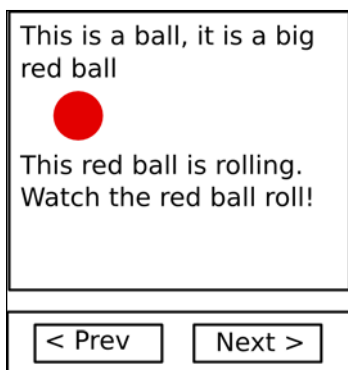 This is a ball, it is a big
red ball
This red ball is rolling.
Watch the red ball roll!
< Prev
Next >